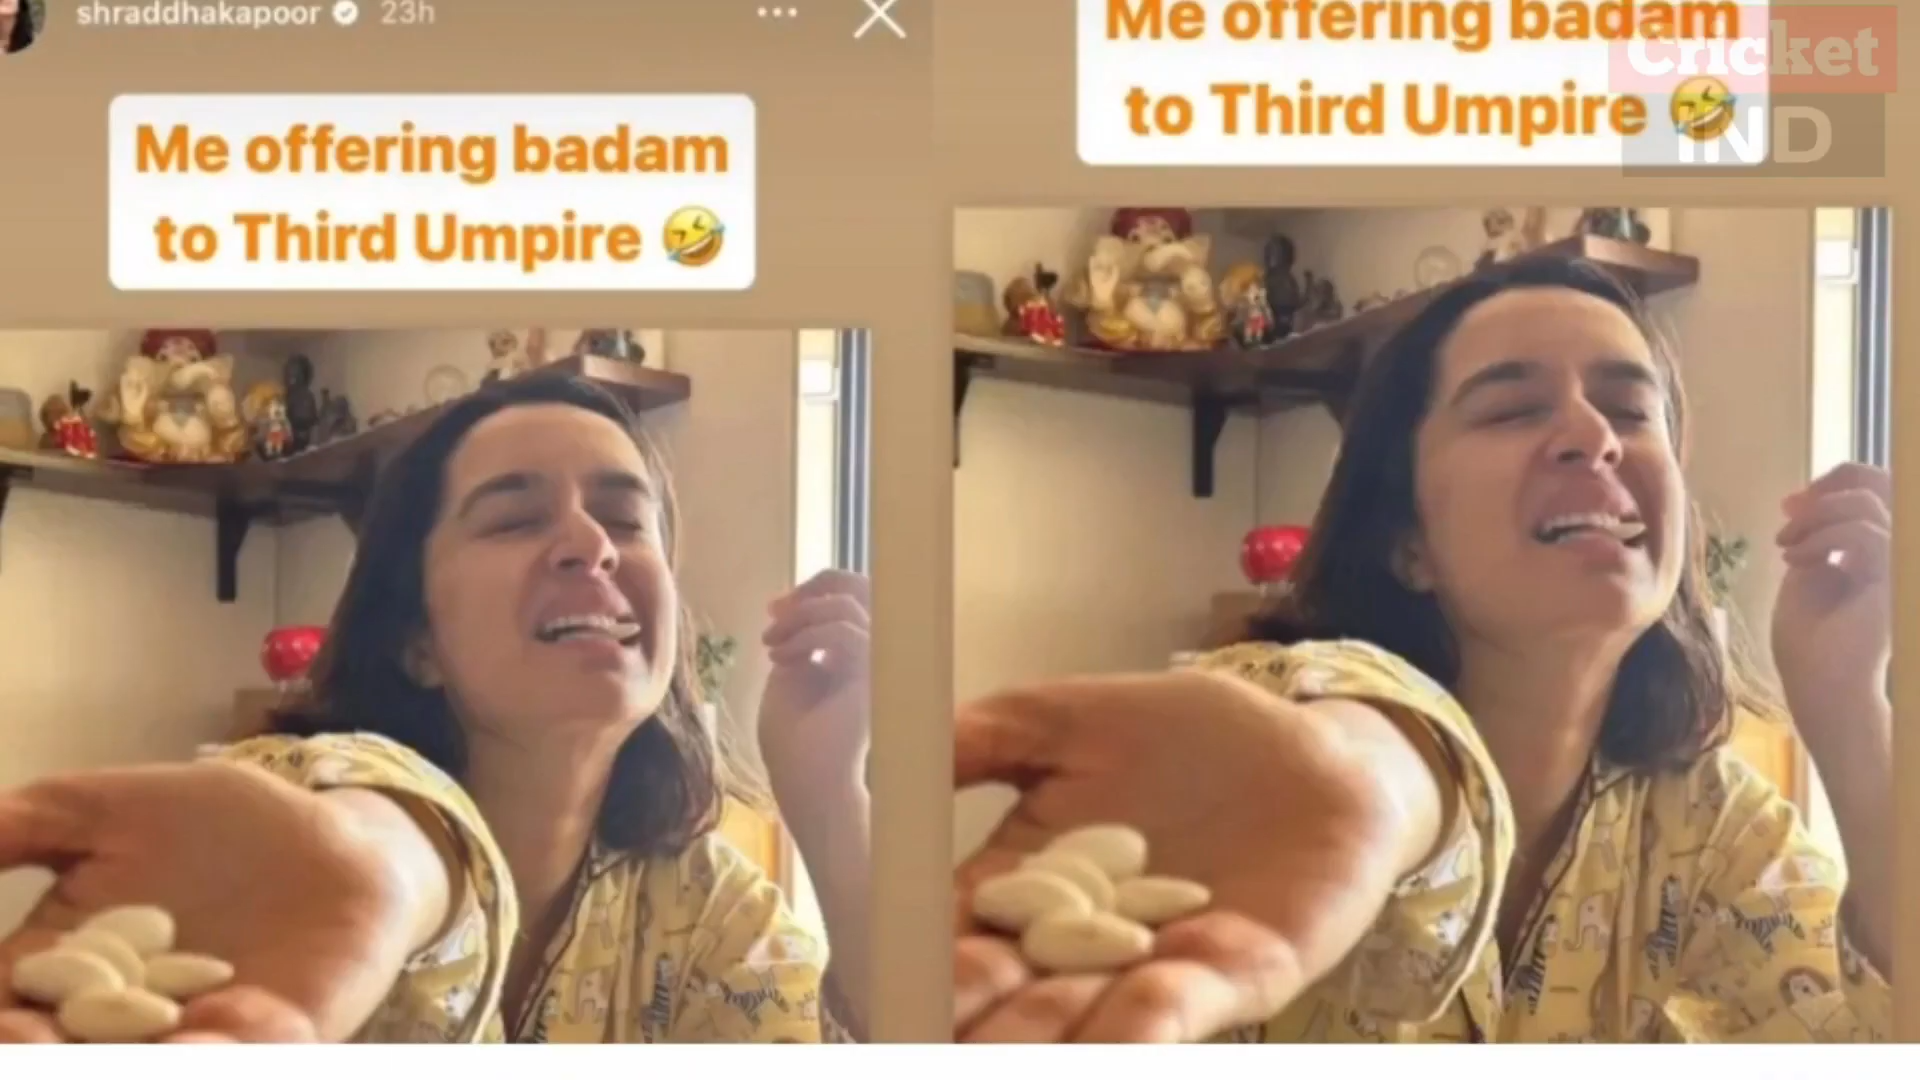 shraddhakapoor 23h
Me offering badam
to Third Umpire 🤣
Me offering badam
to Third Umpire 🤣
Cricket
IND